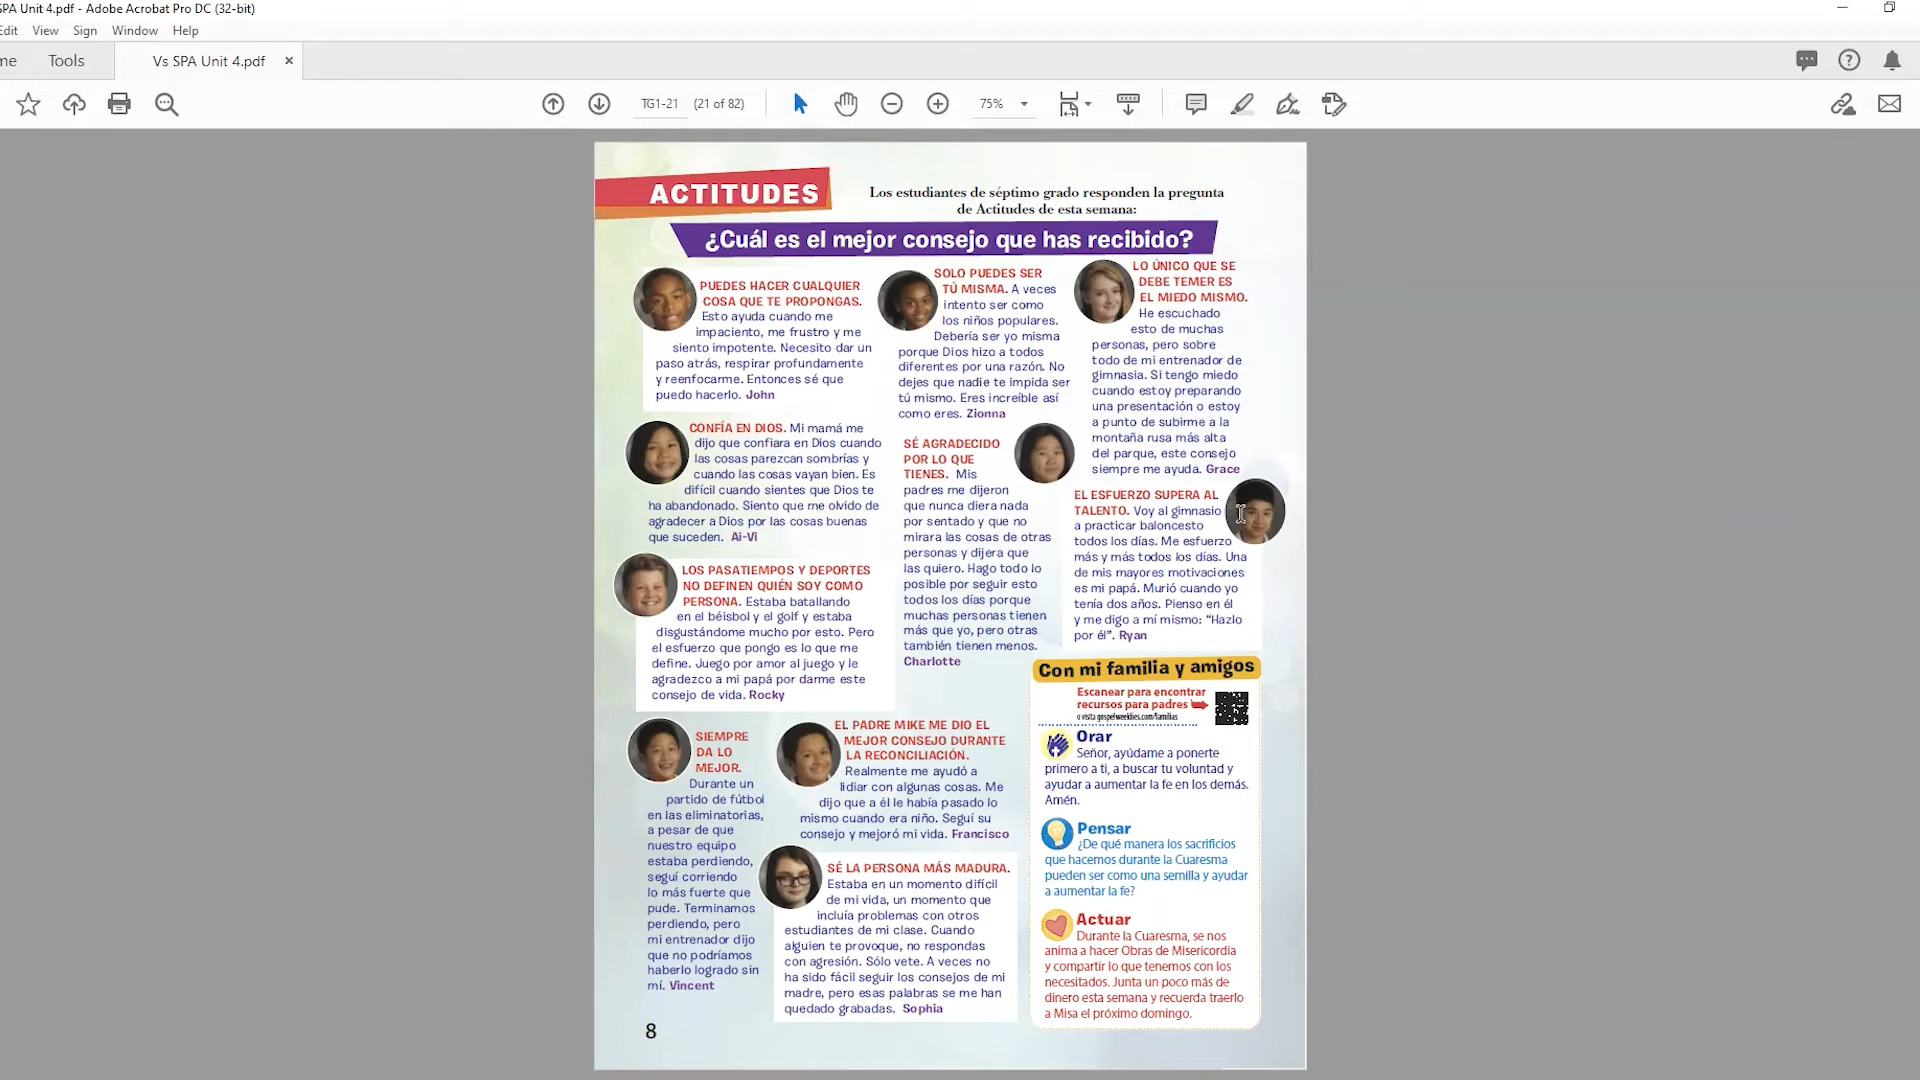 SPA Unit 4.pdf - Adobe Acrobat Pro DC (32-bit)
Edit View Sign Window Help
me Tools Vs SPA Unit 4.pdf ×
TG1-21 (21 of 82) 75%
ACTITUDES
Los estudiantes de séptimo grado responden la pregunta
de Actitudes de esta semana:
¿Cuál es el mejor consejo que has recibido?
PUEDES HACER CUALQUIER
COSA QUE TE PROPONGAS.
Esto ayuda cuando me
impaciento, me frustro y me
siento impotente. Necesito dar un
paso atrás, respirar profundamente
y reenfocarme. Entonces sé que
puedo hacerlo. John
SOLO PUEDES SER
TÚ MISMA. A veces
intento ser como
los niños populares.
Debería ser yo misma
porque Dios hizo a todos
diferentes por una razón. No
dejes que nadie te impida ser
tú mismo. Eres increíble así
como eres. Zionna
LO ÚNICO QUE SE
DEBE TEMER ES
EL MIEDO MISMO.
He escuchado
esto de muchas
personas, pero sobre
todo de mi entrenador de
gimnasia. Si tengo miedo
cuando estoy preparando
una presentación o estoy
a punto de subirme a la
montaña rusa más alta
del parque, este consejo
siempre me ayuda. Grace
CONFÍA EN DIOS. Mi mamá me
dijo que confiara en Dios cuando
las cosas parezcan sombrías y
cuando las cosas vayan bien. Es
difícil cuando sientes que Dios te
ha abandonado. Siento que me olvido de
agradecer a Dios por las cosas buenas
que suceden. Ai-Vi
SÉ AGRADECIDO
POR LO QUE
TIENES. Mis
padres me dijeron
que nunca diera nada
por sentado y que no
mirara las cosas de otras
personas y dijera que
las quiero. Hago todo lo
posible por seguir esto
todos los días porque
muchas personas tienen
más que yo, pero otras
también tienen menos.
Charlotte
EL ESFUERZO SUPERA AL
TALENTO. Voy al gimnasio
a practicar baloncesto
todos los días. Me esfuerzo
más y más todos los días. Una
de mis mayores motivaciones
es mi papá. Murió cuando yo
tenía dos años. Pienso en él
y me digo a mí mismo: “Hazlo
por él”. Ryan
LOS PASATIEMPOS Y DEPORTES
NO DEFINEN QUIÉN SOY COMO
PERSONA. Estaba batallando
en el béisbol y el golf y estaba
disgustándome mucho por esto. Pero
el esfuerzo que pongo es lo que me
define. Juego por amor al juego y le
agradezco a mi papá por darme este
consejo de vida. Rocky
SIEMPRE
DA LO
MEJOR.
Durante un
partido de fútbol
en las eliminatorias,
a pesar de que
nuestro equipo
estaba perdiendo,
seguí corriendo
lo más fuerte que
pude. Terminamos
perdiendo, pero
mi entrenador dijo
que no podríamos
haberlo logrado sin
mí. Vincent
EL PADRE MIKE ME DIO EL
MEJOR CONSEJO DURANTE
LA RECONCILIACIÓN.
Realmente me ayudó a
lidiar con algunas cosas. Me
dijo que a él le había pasado lo
mismo cuando era niño. Seguí su
consejo y mejoró mi vida. Francisco
SÉ LA PERSONA MÁS MADURA.
Estaba en un momento difícil
de mi vida, un momento que
incluía problemas con otros
estudiantes de mi clase. Cuando
alguien te provoque, no respondas
con agresión. Sólo vete. A veces no
ha sido fácil seguir los consejos de mi
madre, pero esas palabras se me han
quedado grabadas. Sophia
Con mi familia y amigos
Escanear para encontrar
recursos para padres
o visita gospelweeklies.com/familias
Orar
Señor, ayúdame a ponerte
primero a ti, a buscar tu voluntad y
ayudar a aumentar la fe en los demás.
Amén.
Pensar
¿De qué manera los sacrificios
que hacemos durante la Cuaresma
pueden ser como una semilla y ayudar
a aumentar la fe?
Actuar
Durante la Cuaresma, se nos
anima a hacer Obras de Misericordia
y compartir lo que tenemos con los
necesitados. Junta un poco más de
dinero esta semana y recuerda traerlo
a Misa el próximo domingo.
8